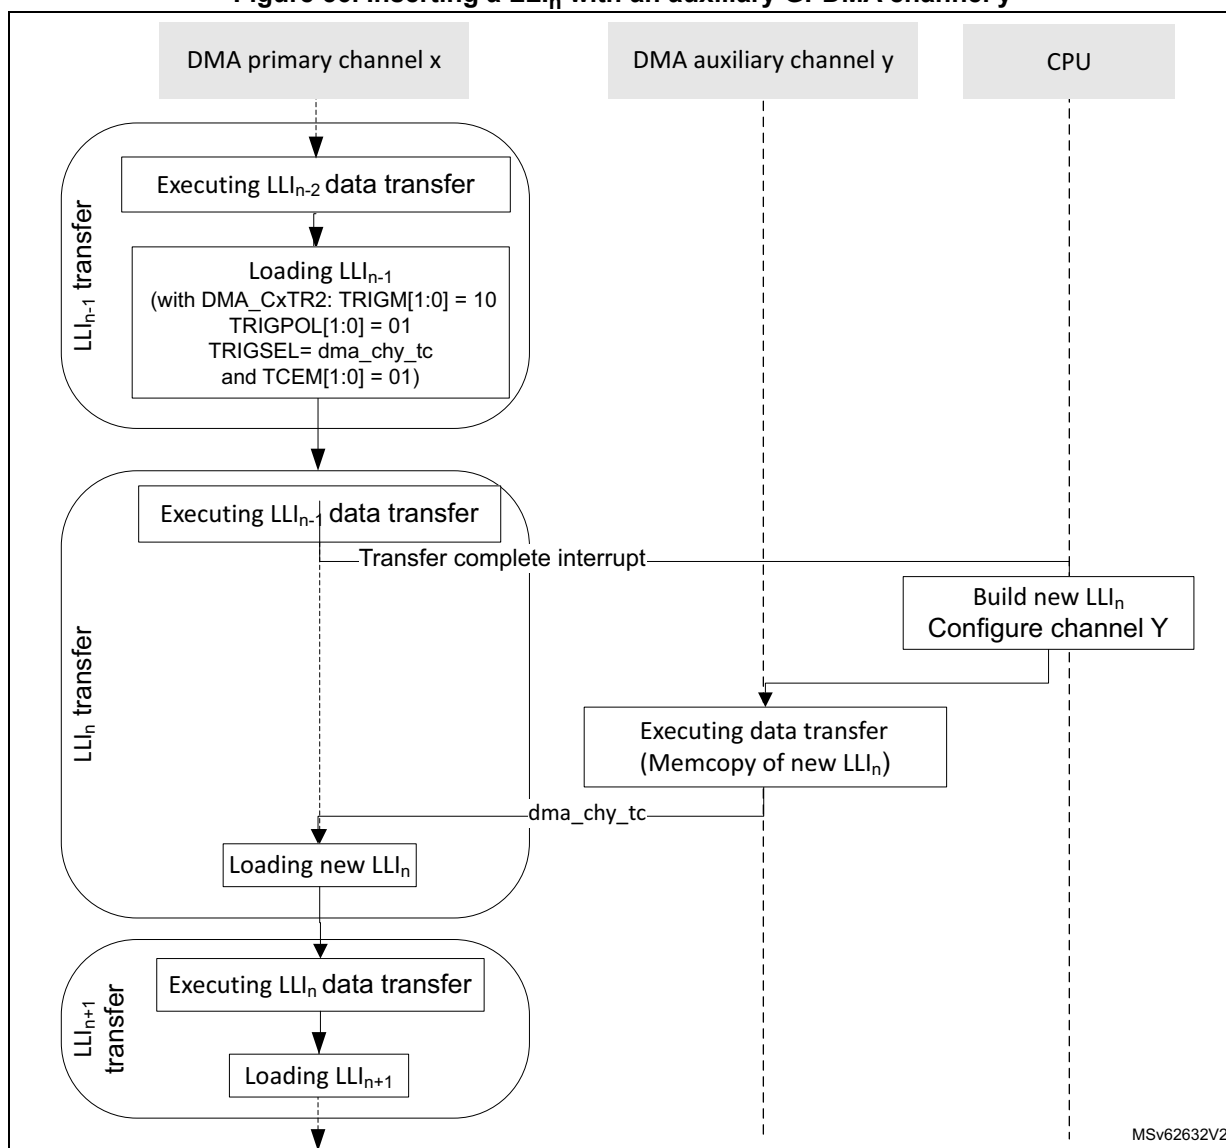 DMA primary channel x
DMA auxiliary channel y
CPU
LLIn-1 transfer
Executing LLIn-2 data transfer
Loading LLIn-1
(with DMA_CxTR2: TRIGM[1:0] = 10
TRIGPOL[1:0] = 01
TRIGSEL= dma_chy_tc
and TCEM[1:0] = 01)
LLIn transfer
Executing LLIn-1 data transfer
Transfer complete interrupt
Build new LLIn
Configure channel Y
Executing data transfer
(Memcopy of new LLIn)
dma_chy_tc
Loading new LLIn
LLIn+1
transfer
Executing LLIn data transfer
Loading LLIn+1
MSv62632V2